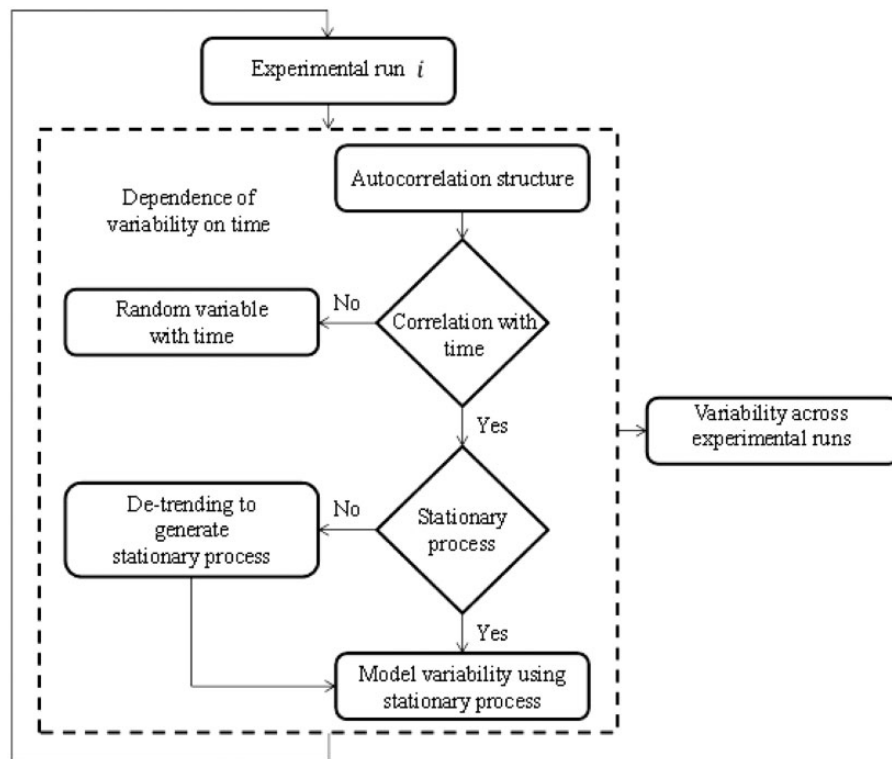 Experimental run i
Autocorrelation structure
Dependence of
variability on time
No
Random variable
with time
Correlation with
time
Yes
Variability across
experimental runs
De-trending to
generate
stationary process
No
Stationary
process
Yes
Model variability using
stationary process